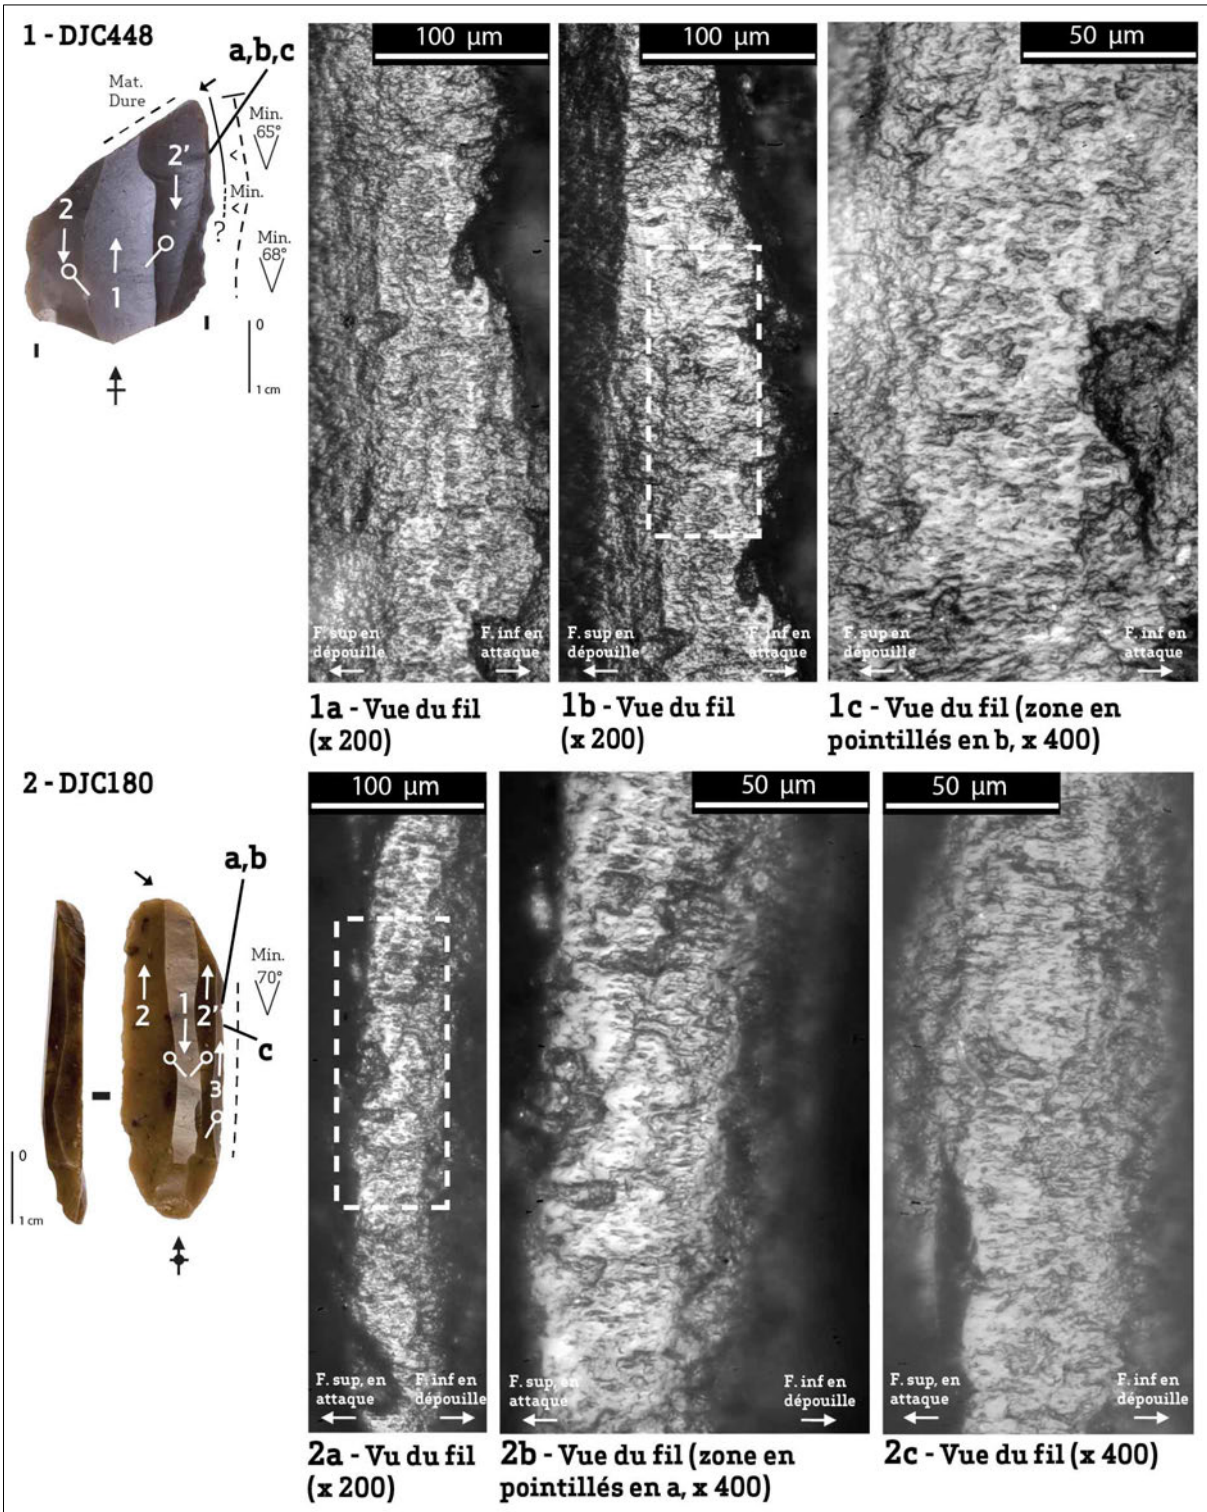 1 - DJC448
a,b,c
Mat.
Dure
Min.
65°
2'
2
Min.
?
1
Min.
68°
0
1 cm
100 µm
F. sup en
dépouille
F. inf en
attaque
1a - Vue du fil
(x 200)
100 µm
F. sup en
dépouille
F. inf en
attaque
1b - Vue du fil
(x 200)
50 µm
F. sup en
dépouille
F. inf en
attaque
1c - Vue du fil (zone en
pointillés en b, x 400)
2 - DJC180
a,b
Min.
70°
2
1
2'
c
3
0
1 cm
100 µm
F. sup, en
attaque
F. inf en
dépouille
2a - Vu du fil
(x 200)
50 µm
F. sup, en
attaque
F. inf en
dépouille
2b - Vue du fil (zone en
pointillés en a, x 400)
50 µm
F. sup, en
attaque
F. inf en
dépouille
2c - Vue du fil (x 400)